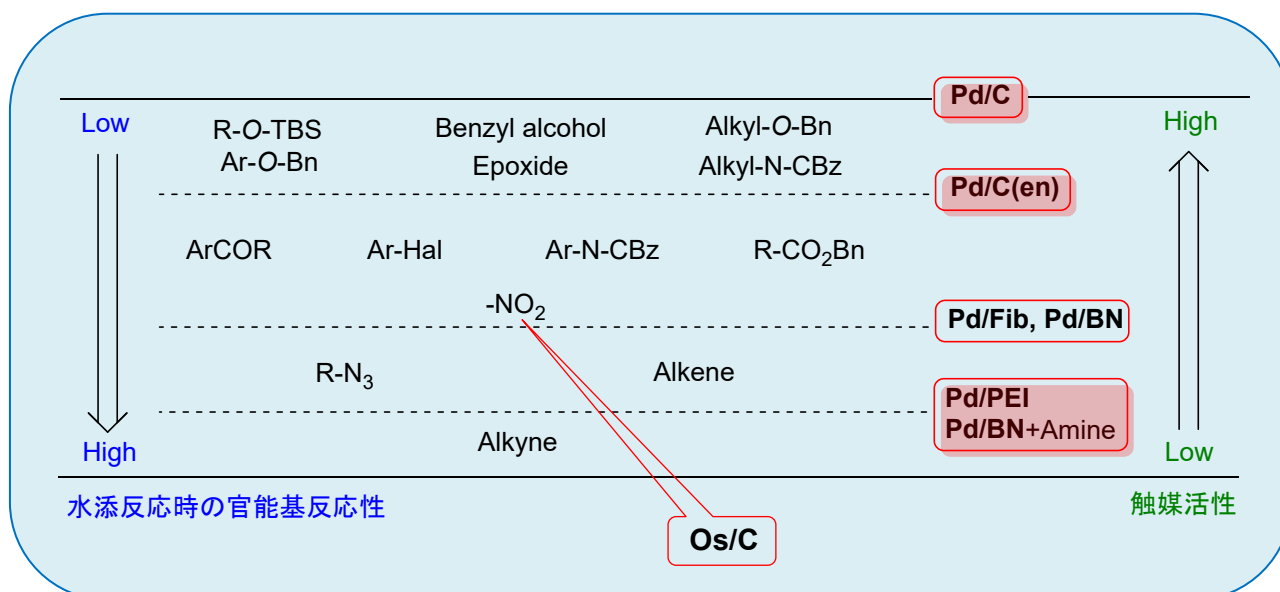 Pd/C
Low
R-O-TBS
Benzyl alcohol
Alkyl-O-Bn
High
Ar-O-Bn
Epoxide
Alkyl-N-CBz
Pd/C(en)
ArCOR
Ar-Hal
Ar-N-CBz
R-CO₂Bn
-NO₂
Pd/Fib, Pd/BN
R-N₃
Alkene
Pd/PEI
Pd/BN+Amine
Alkyne
High
Low
水添反応時の官能基反応性
触媒活性
Os/C